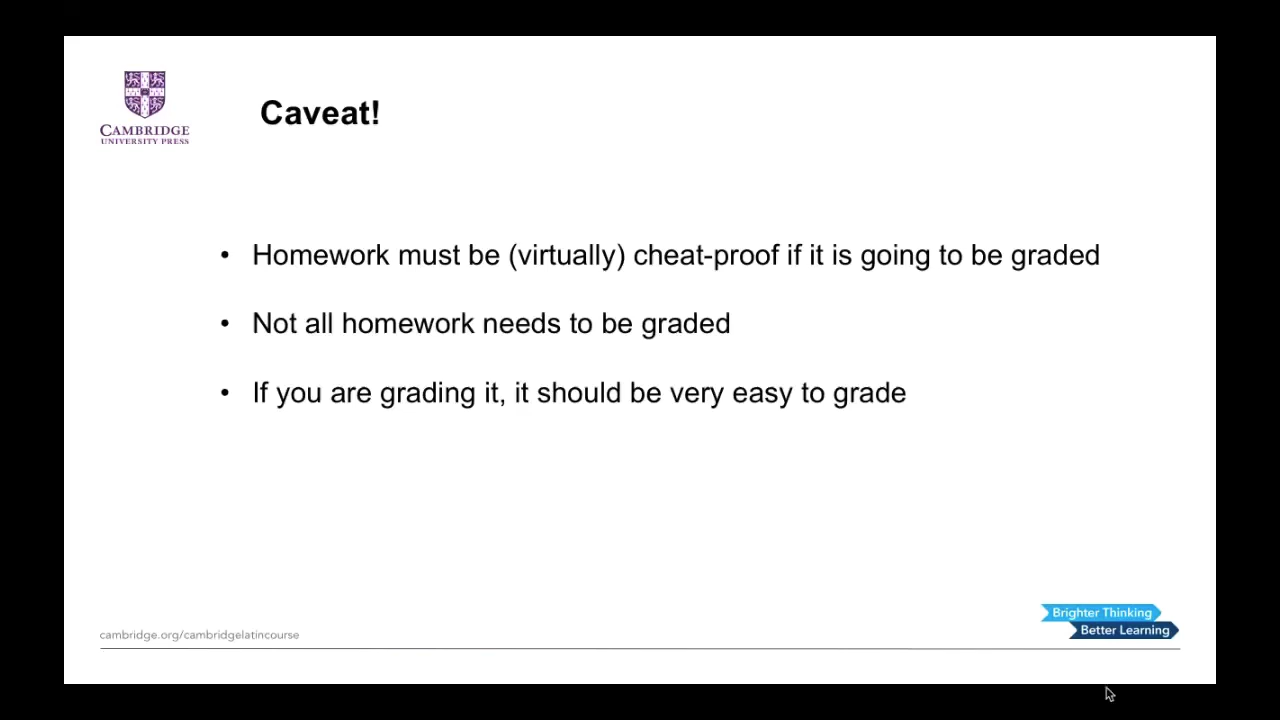 CAMBRIDGE
UNIVERSITY PRESS
Caveat!
• Homework must be (virtually) cheat-proof if it is going to be graded
• Not all homework needs to be graded
• If you are grading it, it should be very easy to grade
cambridge.org/cambridgelatincourse
Brighter Thinking
Better Learning